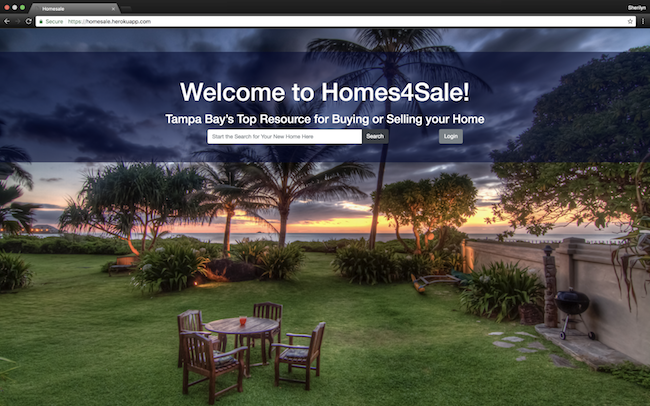 Homesale
Sherilyn
Secure
https://homesale.herokuapp.com
Welcome to Homes4Sale!
Tampa Bay's Top Resource for Buying or Selling your Home
Start the Search for Your New Home Here
Search
Login